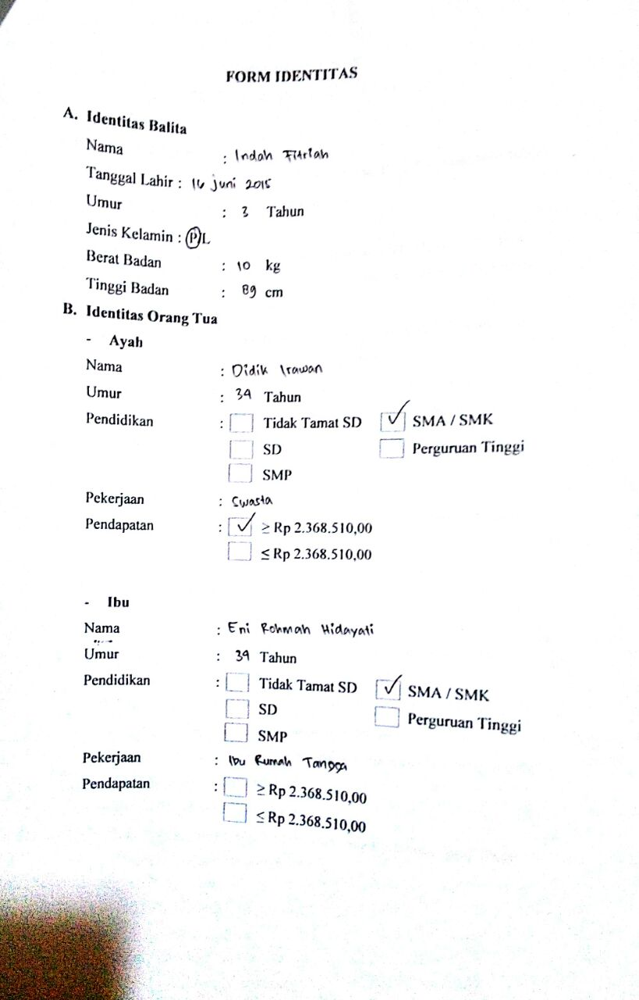 FORM IDENTITAS
A. Identitas Balita
Nama : Indah Fitriah
Tanggal Lahir : 16 juni 2015
Umur : 3 Tahun
Jenis Kelamin : P/L
Berat Badan : 10 kg
Tinggi Badan : 89 cm
B. Identitas Orang Tua
- Ayah
Nama : Didik Irawan
Umur : 39 Tahun
Pendidikan : Tidak Tamat SD ✓ SMA / SMK
SD Perguruan Tinggi
SMP
Pekerjaan : Swasta
Pendapatan : ✓ ≥ Rp 2.368.510,00
≤ Rp 2.368.510,00
- Ibu
Nama : Eni Rohmah Hidayati
Umur : 39 Tahun
Pendidikan : Tidak Tamat SD ✓ SMA / SMK
SD Perguruan Tinggi
SMP
Pekerjaan : Ibu Rumah Tangga
Pendapatan : ≥ Rp 2.368.510,00
≤ Rp 2.368.510,00